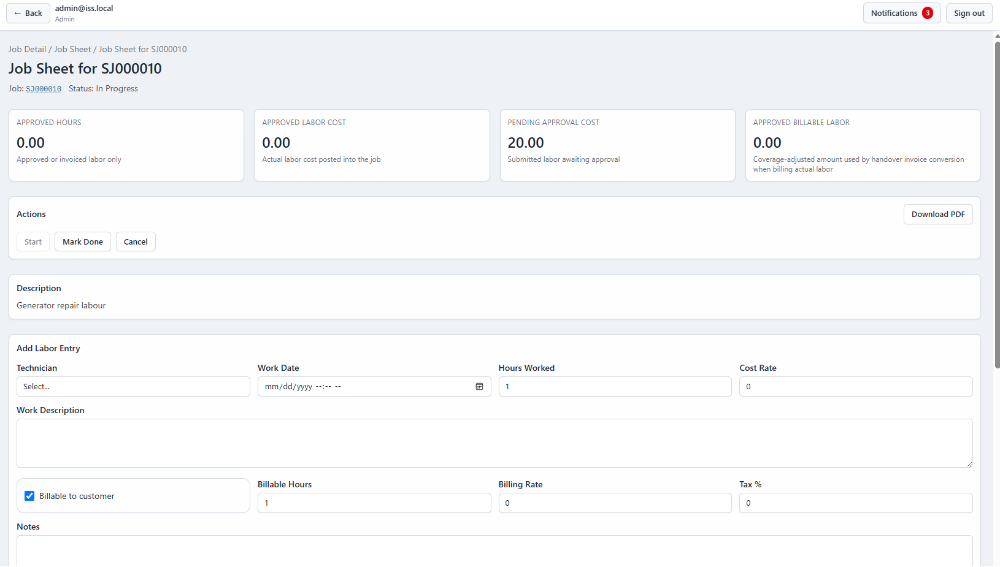 ← Back
admin@iss.local
Admin
Notifications 3
Sign out
Job Detail / Job Sheet / Job Sheet for SJ000010
Job Sheet for SJ000010
Job: SJ000010 Status: In Progress
APPROVED HOURS
0.00
Approved or invoiced labor only
APPROVED LABOR COST
0.00
Actual labor cost posted into the job
PENDING APPROVAL COST
20.00
Submitted labor awaiting approval
APPROVED BILLABLE LABOR
0.00
Coverage-adjusted amount used by handover invoice conversion
when billing actual labor
Actions
Download PDF
Start
Mark Done
Cancel
Description
Generator repair labour
Add Labor Entry
Technician
Select...
Work Date
mm/dd/yyyy --:-- --
Hours Worked
1
Cost Rate
0
Work Description
Billable to customer
Billable Hours
1
Billing Rate
0
Tax %
0
Notes